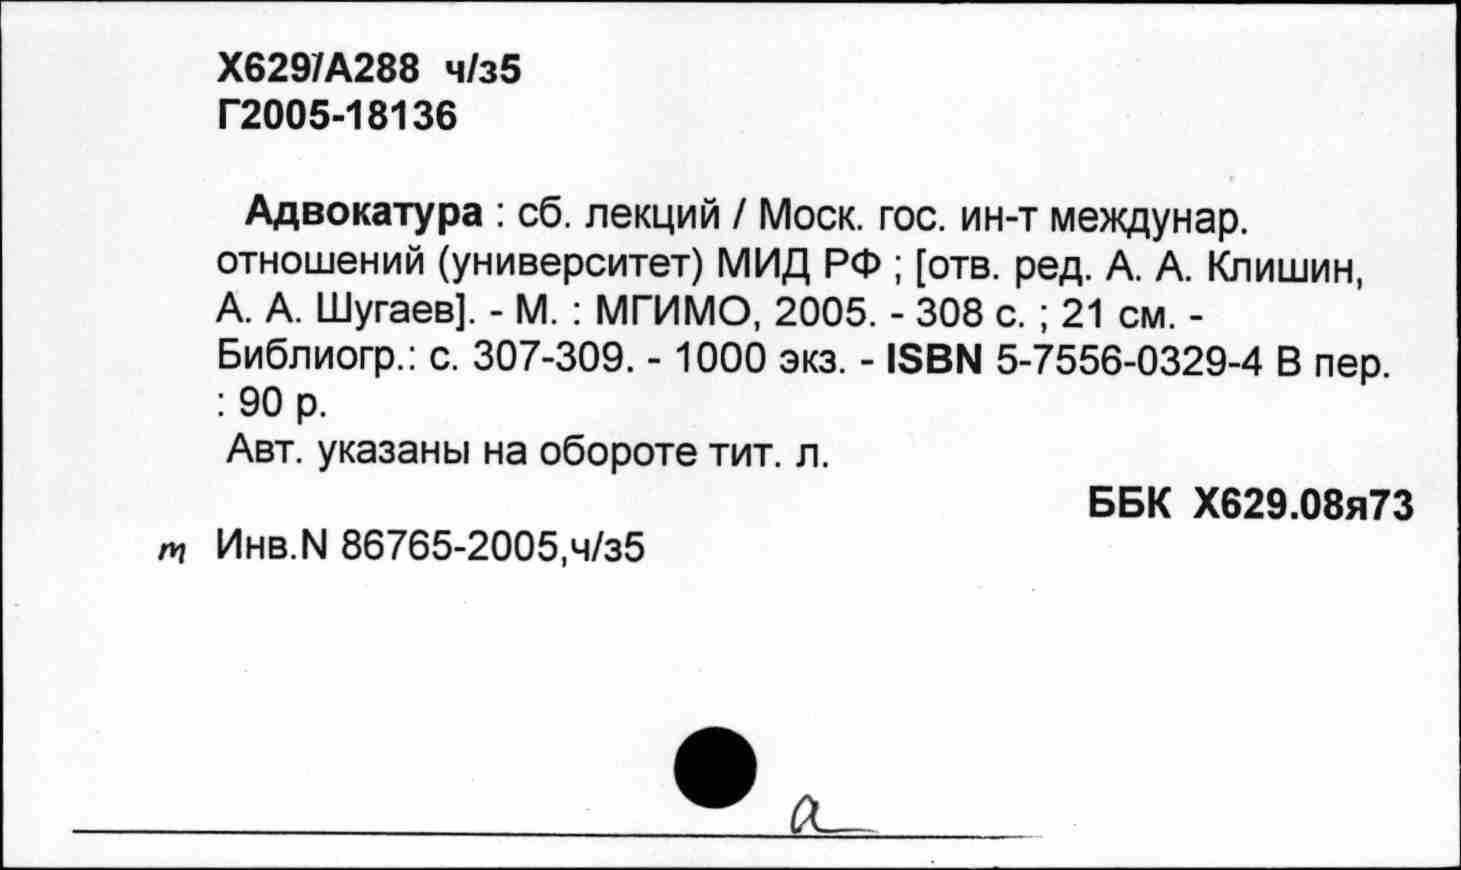 Х629/А288 ч/з5
Г2005-18136
Адвокатура : сб. лекций / Моск. гос. ин-т междунар.
отношений (университет) МИД РФ ; [отв. ред. А. А. Клишин,
А. А. Шугаев]. - М. : МГИМО, 2005. - 308 с. ; 21 см. -
Библиогр.: с. 307-309. - 1000 экз. - ISBN 5-7556-0329-4 В пер.
: 90 р.
Авт. указаны на обороте тит. л.
ББК Х629.08я73
т Инв.N 86765-2005,ч/з5
а